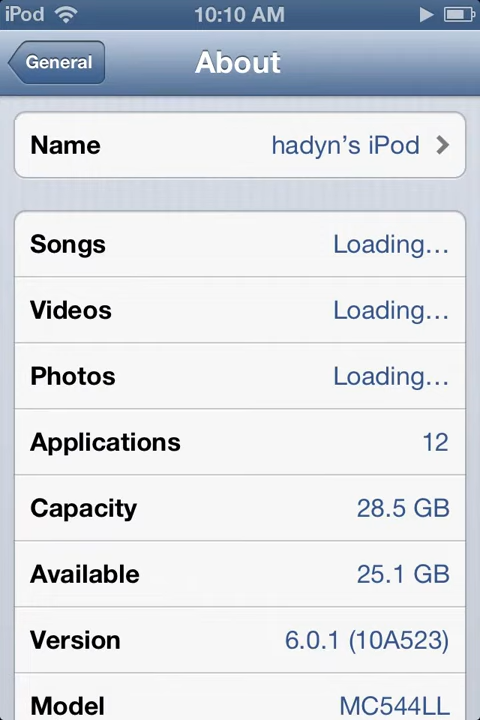 iPod 10:10 AM
General About
Name hadyn’s iPod
Songs Loading…
Videos Loading…
Photos Loading…
Applications 12
Capacity 28.5 GB
Available 25.1 GB
Version 6.0.1 (10A523)
Model MC544LL